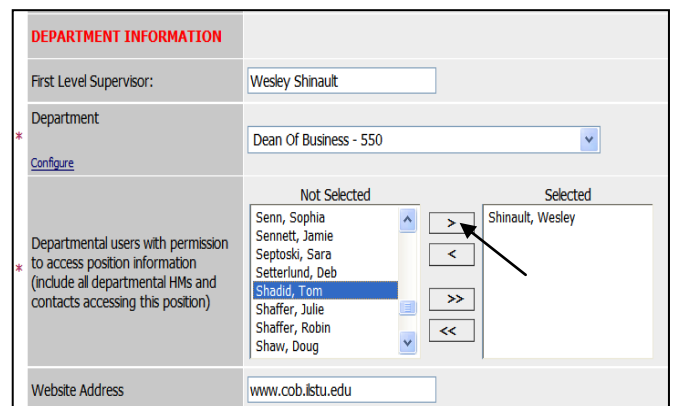 DEPARTMENT INFORMATION
First Level Supervisor:
Wesley Shinault
*
Department
Configure
Dean Of Business - 550
*
Departmental users with permission
to access position information
(include all departmental HMs and
contacts accessing this position)
Not Selected
Senn, Sophia
Sennett, Jamie
Septoski, Sara
Setterlund, Deb
Shadid, Tom
Shaffer, Julie
Shaffer, Robin
Shaw, Doug
>
<
>>
<<
Selected
Shinault, Wesley
Website Address
www.cob.ilstu.edu